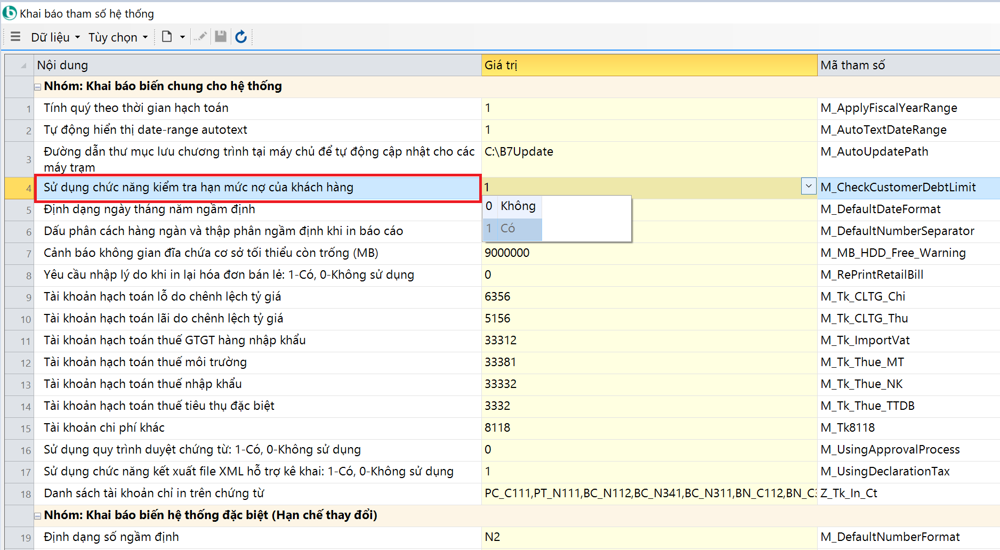 Khai báo tham số hệ thống
Dữ liệu Tùy chọn
Nội dung Giá trị Mã tham số
Nhóm: Khai báo biến chung cho hệ thống
1 Tính quý theo thời gian hạch toán 1 M_ApplyFiscalYearRange
2 Tự động hiển thị date-range autotext 1 M_AutoTextDateRange
3 Đường dẫn thư mục lưu chương trình tại máy chủ để tự động cập nhật cho các C:\B7Update M_AutoUpdatePath
máy trạm
4 Sử dụng chức năng kiểm tra hạn mức nợ của khách hàng 1 M_CheckCustomerDebtLimit
0 Không
1 Có
5 Định dạng ngày tháng năm ngầm định M_DefaultDateFormat
6 Dấu phân cách hàng ngàn và thập phân ngầm định khi in báo cáo M_DefaultNumberSeparator
7 Cảnh báo không gian đĩa chứa cơ sở tối thiểu còn trống (MB) 9000000 M_MB_HDD_Free_Warning
8 Yêu cầu nhập lý do khi in lại hóa đơn bán lẻ: 1-Có, 0-Không sử dụng 0 M_RePrintRetailBill
9 Tài khoản hạch toán lỗ do chênh lệch tỷ giá 6356 M_Tk_CLTG_Chi
10 Tài khoản hạch toán lãi do chênh lệch tỷ giá 5156 M_Tk_CLTG_Thu
11 Tài khoản hạch toán thuế GTGT hàng nhập khẩu 33312 M_Tk_ImportVat
12 Tài khoản hạch toán thuế môi trường 33381 M_Tk_Thue_MT
13 Tài khoản hạch toán thuế nhập khẩu 33332 M_Tk_Thue_NK
14 Tài khoản hạch toán thuế tiêu thụ đặc biệt 3332 M_Tk_Thue_TTDB
15 Tài khoản chi phí khác 8118 M_Tk8118
16 Sử dụng quy trình duyệt chứng từ: 1-Có, 0-Không sử dụng 0 M_UsingApprovalProcess
17 Sử dụng chức năng kết xuất file XML hỗ trợ kê khai: 1-Có, 0-Không sử dụng 1 M_UsingDeclarationTax
18 Danh sách tài khoản chỉ in trên chứng từ PC_C111,PT_N111,BC_N112,BC_N341,BC_N311,BN_C112,BN_C Z_Tk_In_Ct
Nhóm: Khai báo biến hệ thống đặc biệt (Hạn chế thay đổi)
19 Định dạng số ngầm định N2 M_DefaultNumberFormat